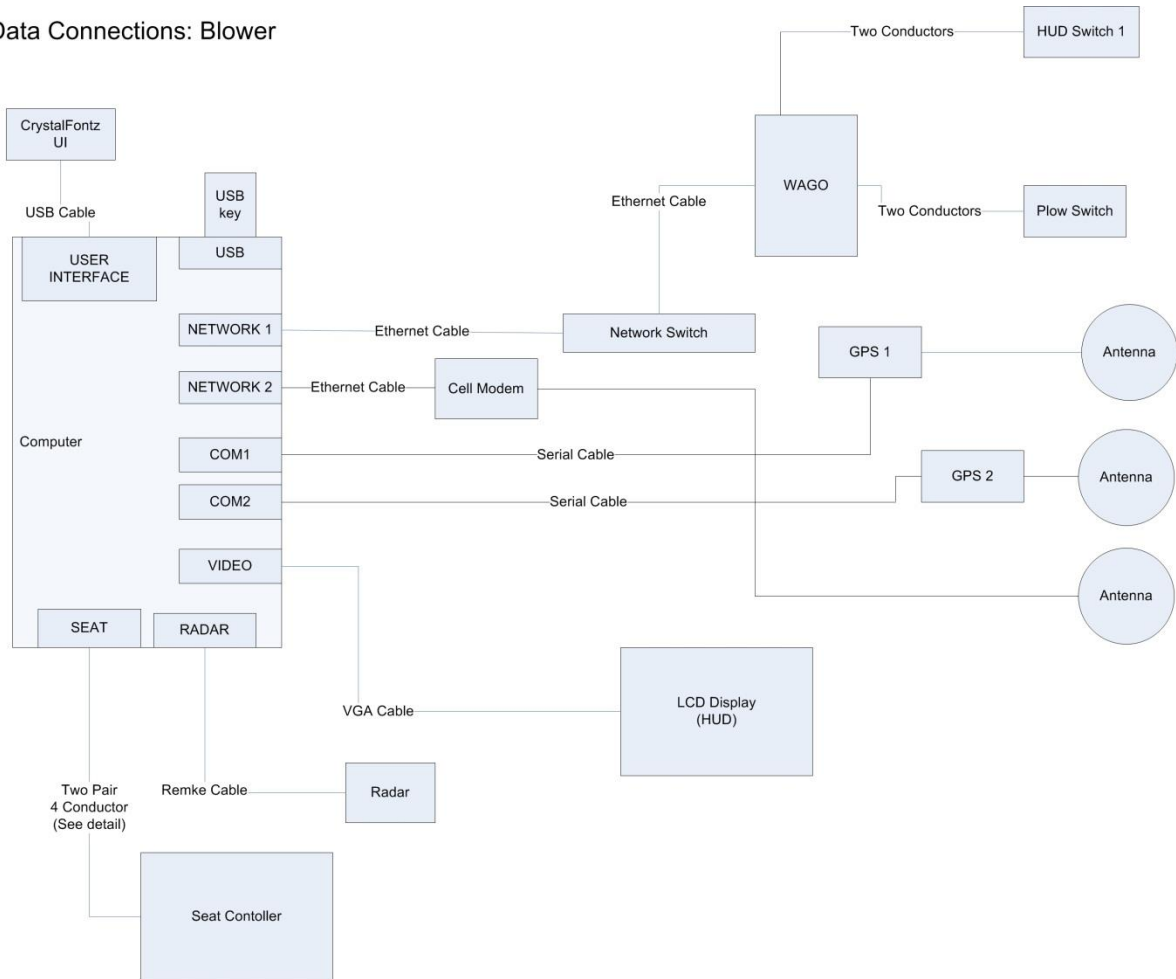 Data Connections: Blower
Two Conductors
HUD Switch 1
CrystalFontz
UI
USB Cable
USB
key
USER
INTERFACE
USB
WAGO
Ethernet Cable
Two Conductors
Plow Switch
NETWORK 1
Ethernet Cable
Network Switch
GPS 1
Antenna
NETWORK 2
Ethernet Cable
Cell Modem
Computer
COM1
Serial Cable
GPS 2
Antenna
COM2
Serial Cable
VIDEO
Antenna
SEAT
RADAR
VGA Cable
LCD Display
(HUD)
Two Pair
4 Conductor
(See detail)
Remke Cable
Radar
Seat Contoller